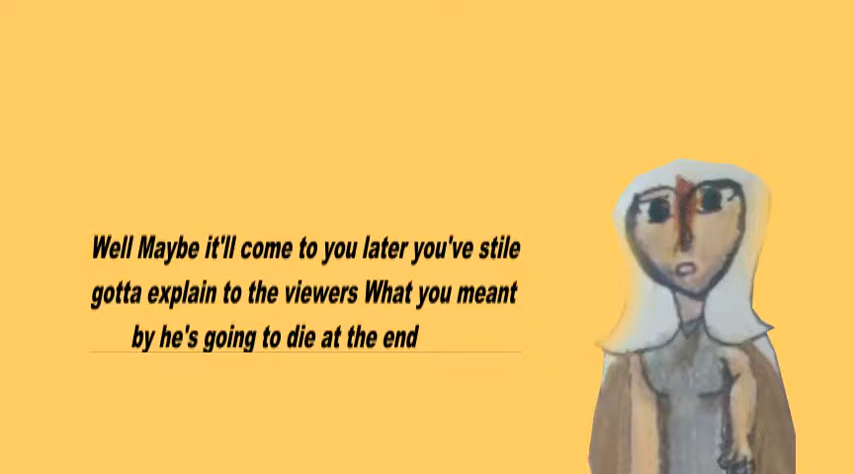 Well Maybe it'll come to you later you've stile
gotta explain to the viewers What you meant
by he's going to die at the end